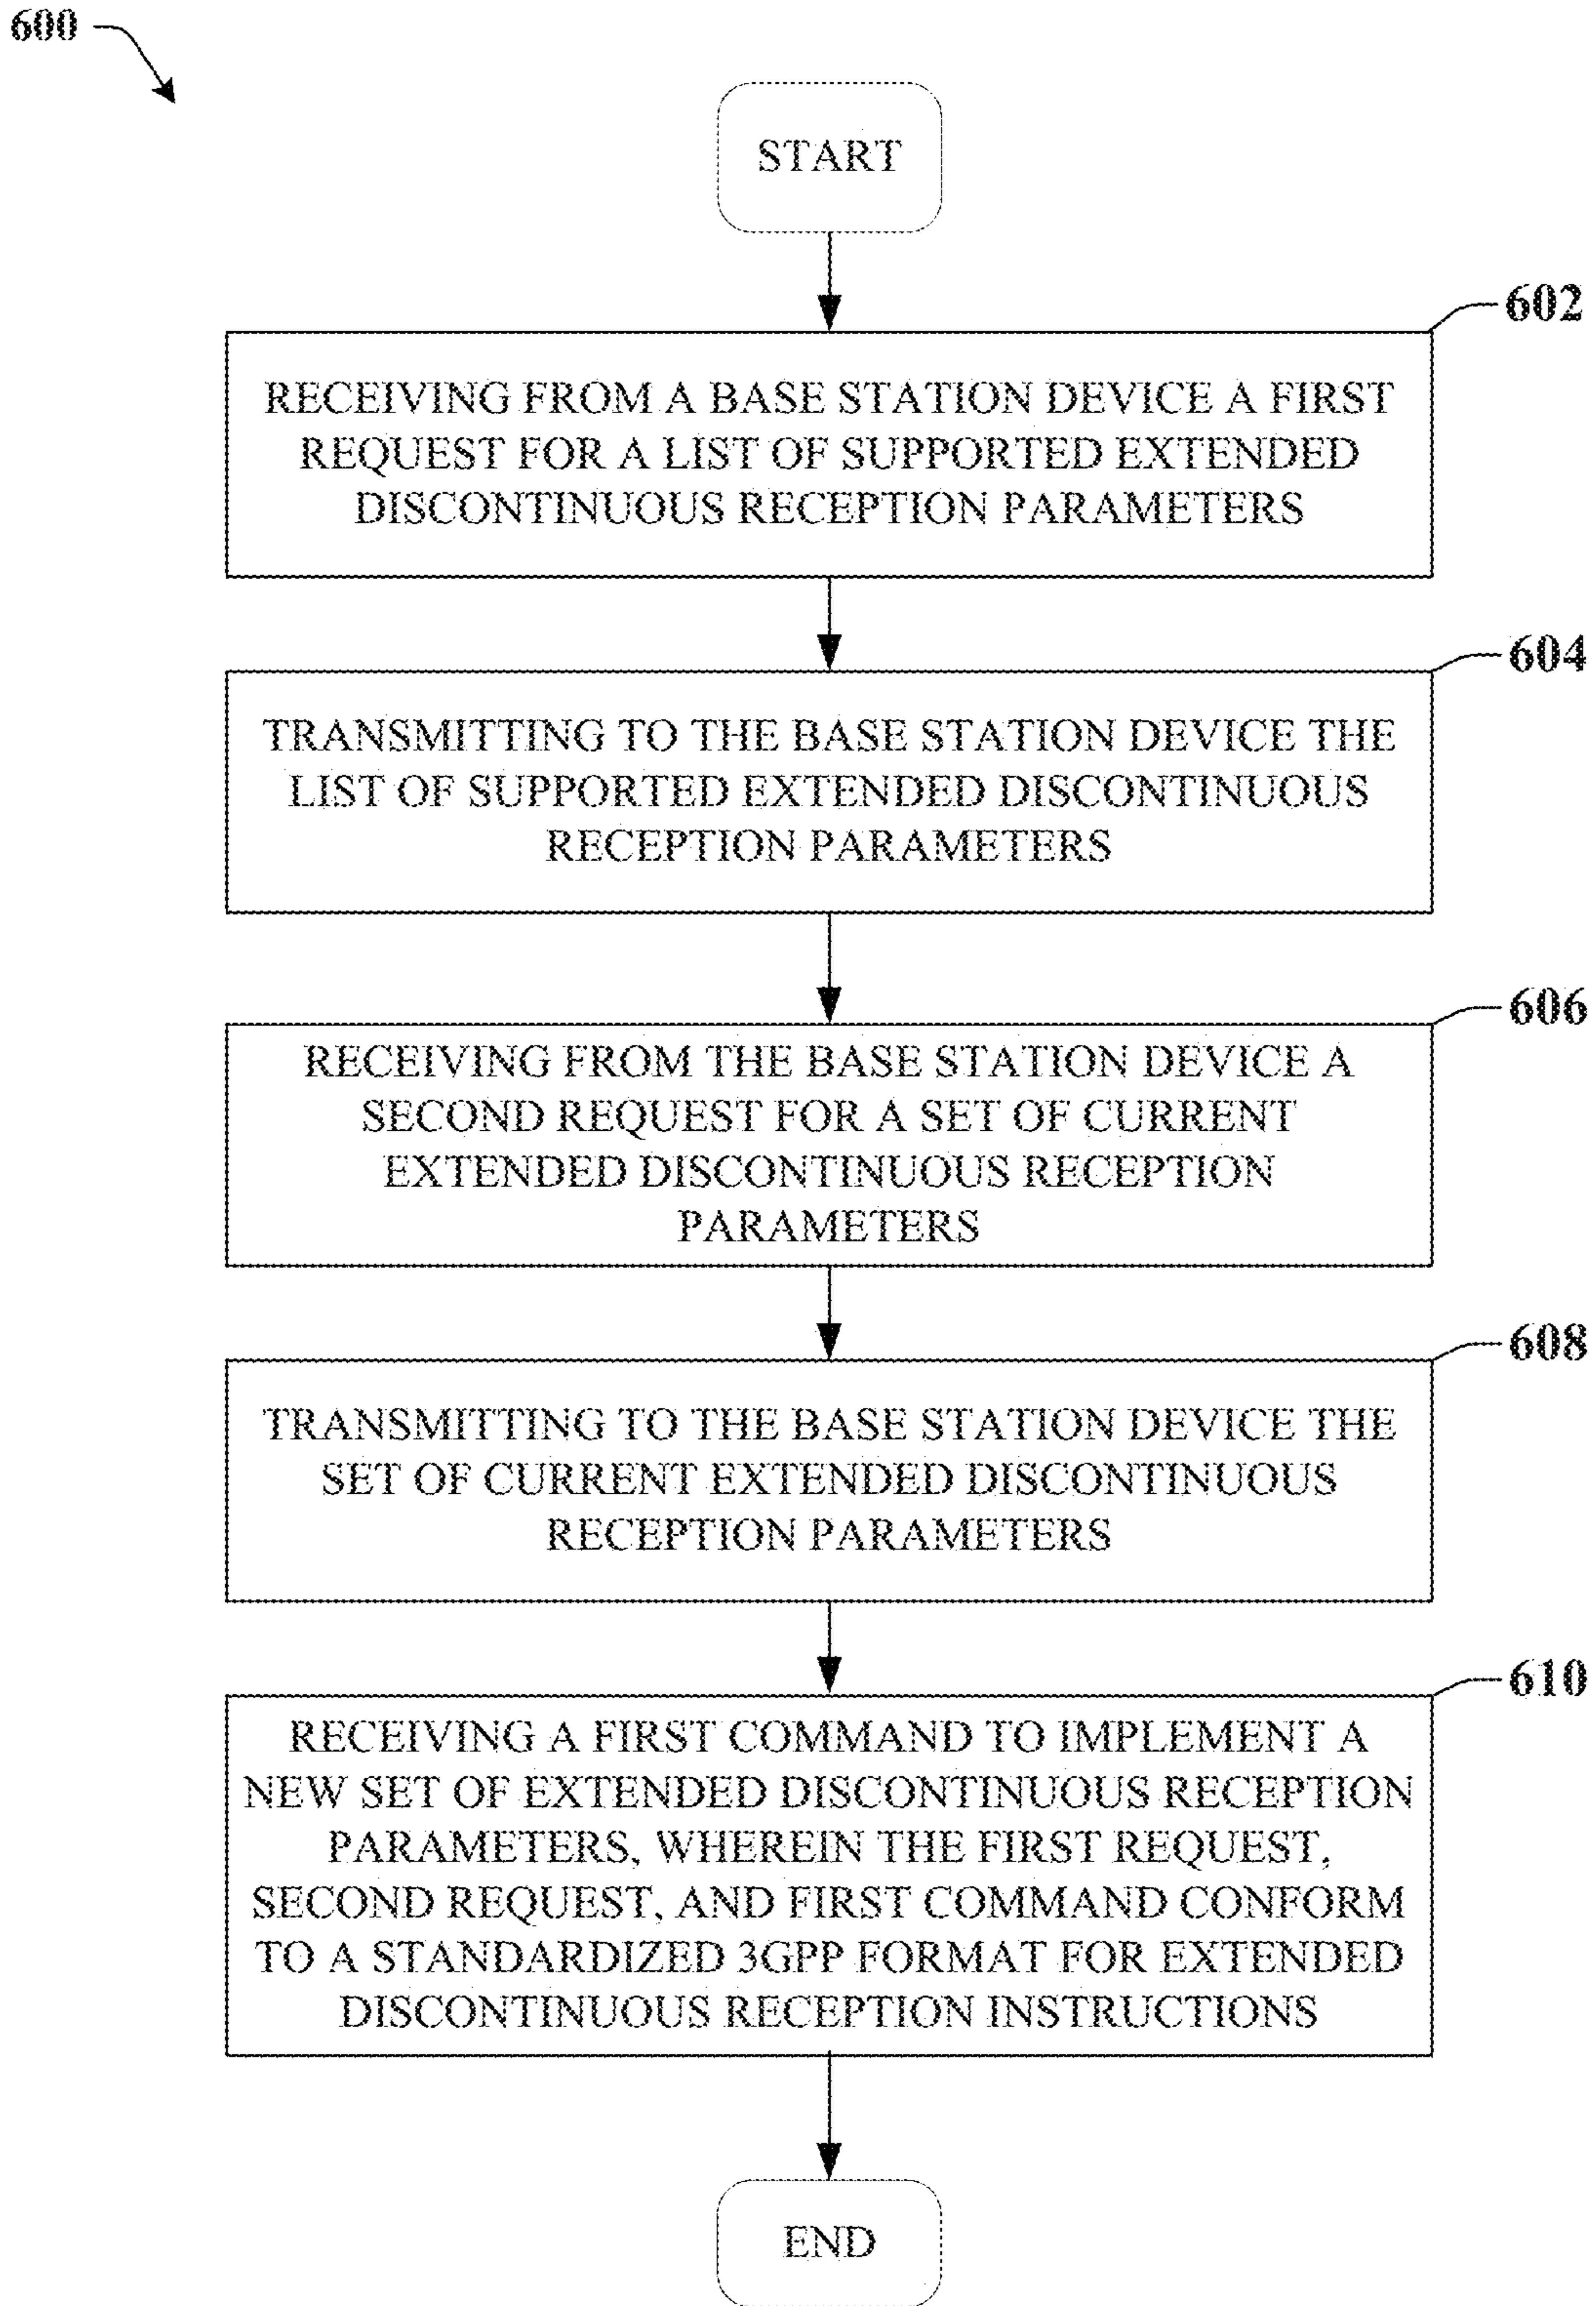 600
START
602
RECEIVING FROM A BASE STATION DEVICE A FIRST
REQUEST FOR A LIST OF SUPPORTED EXTENDED
DISCONTINUOUS RECEPTION PARAMETERS
604
TRANSMITTING TO THE BASE STATION DEVICE THE
LIST OF SUPPORTED EXTENDED DISCONTINUOUS
RECEPTION PARAMETERS
606
RECEIVING FROM THE BASE STATION DEVICE A
SECOND REQUEST FOR A SET OF CURRENT
EXTENDED DISCONTINUOUS RECEPTION
PARAMETERS
608
TRANSMITTING TO THE BASE STATION DEVICE THE
SET OF CURRENT EXTENDED DISCONTINUOUS
RECEPTION PARAMETERS
610
RECEIVING A FIRST COMMAND TO IMPLEMENT A
NEW SET OF EXTENDED DISCONTINUOUS RECEPTION
PARAMETERS, WHEREIN THE FIRST REQUEST,
SECOND REQUEST, AND FIRST COMMAND CONFORM
TO A STANDARDIZED 3GPP FORMAT FOR EXTENDED
DISCONTINUOUS RECEPTION INSTRUCTIONS
END